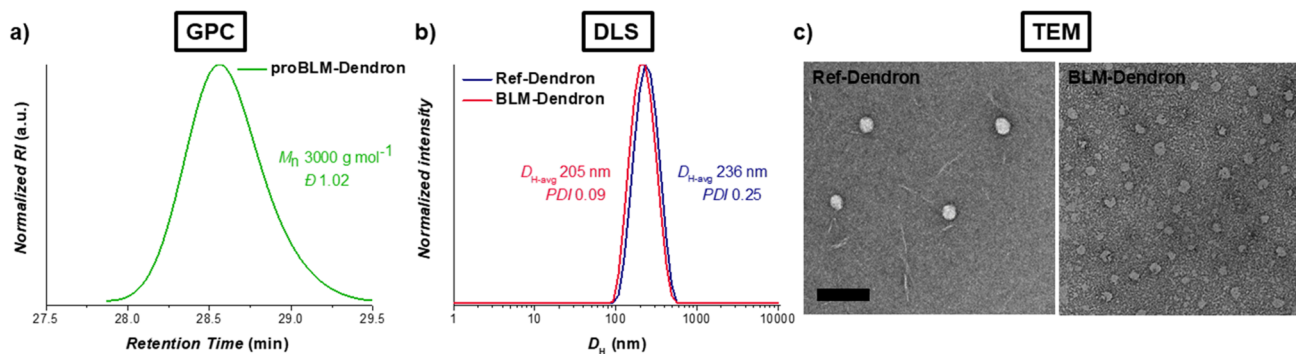 a)
GPC
Normalized RI (a.u.)
proBLM-Dendron
Mn 3000 g mol-1
Đ 1.02
27.5 28.0 28.5 29.0 29.5
Retention Time (min)
b)
DLS
Normalized intensity
Ref-Dendron
BLM-Dendron
DH-avg 205 nm
PDI 0.09
DH-avg 236 nm
PDI 0.25
1 10 100 1000 10000
DH (nm)
c)
TEM
Ref-Dendron
BLM-Dendron